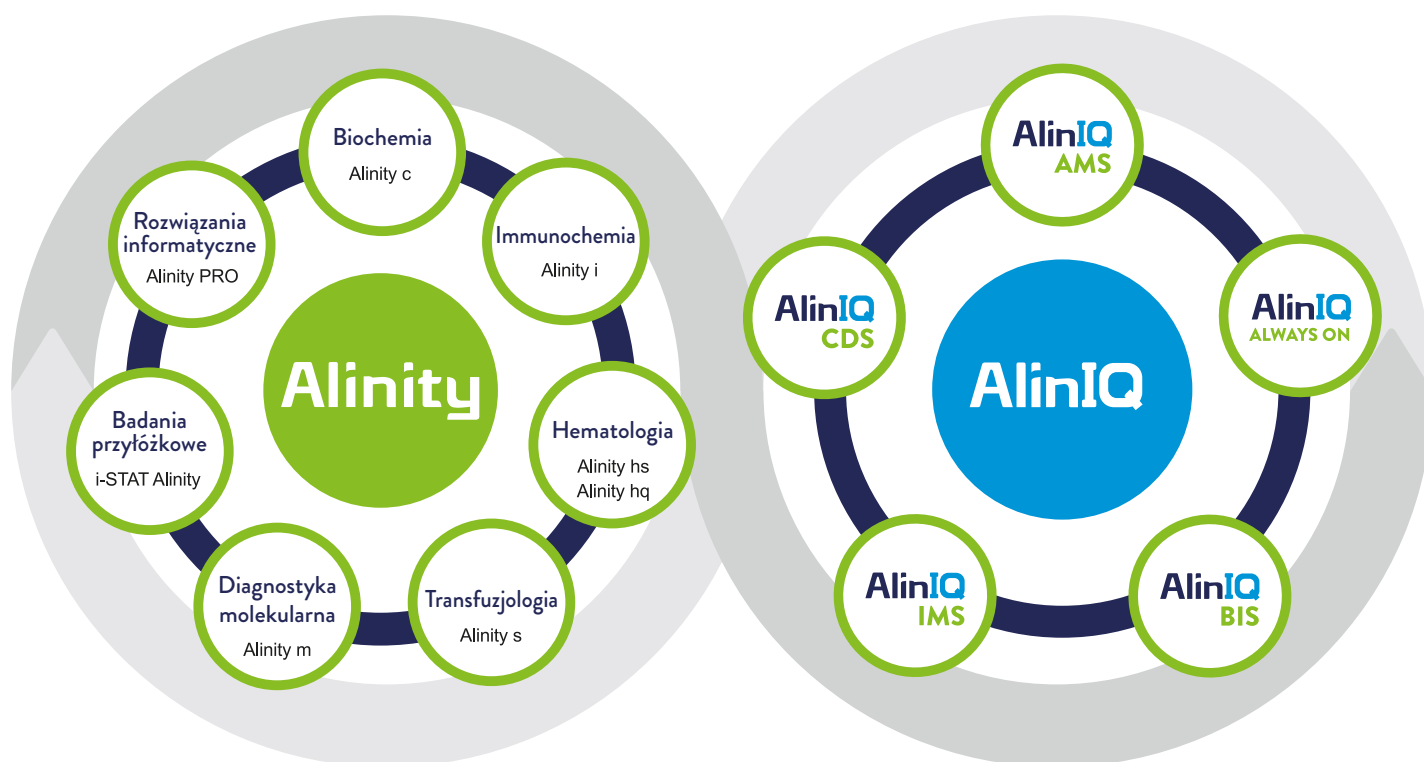 Biochemia
Alinity c
Immunochemia
Alinity i
Hematologia
Alinity hs
Alinity hq
Transfuzjologia
Alinity s
Diagnostyka
molekularna
Alinity m
Badania
przyłóżkowe
i-STAT Alinity
Rozwiązania
informatyczne
Alinity PRO
Alinity
AlinIQ
AMS
AlinIQ
ALWAYS ON
AlinIQ
BIS
AlinIQ
IMS
AlinIQ
CDS
AlinIQ